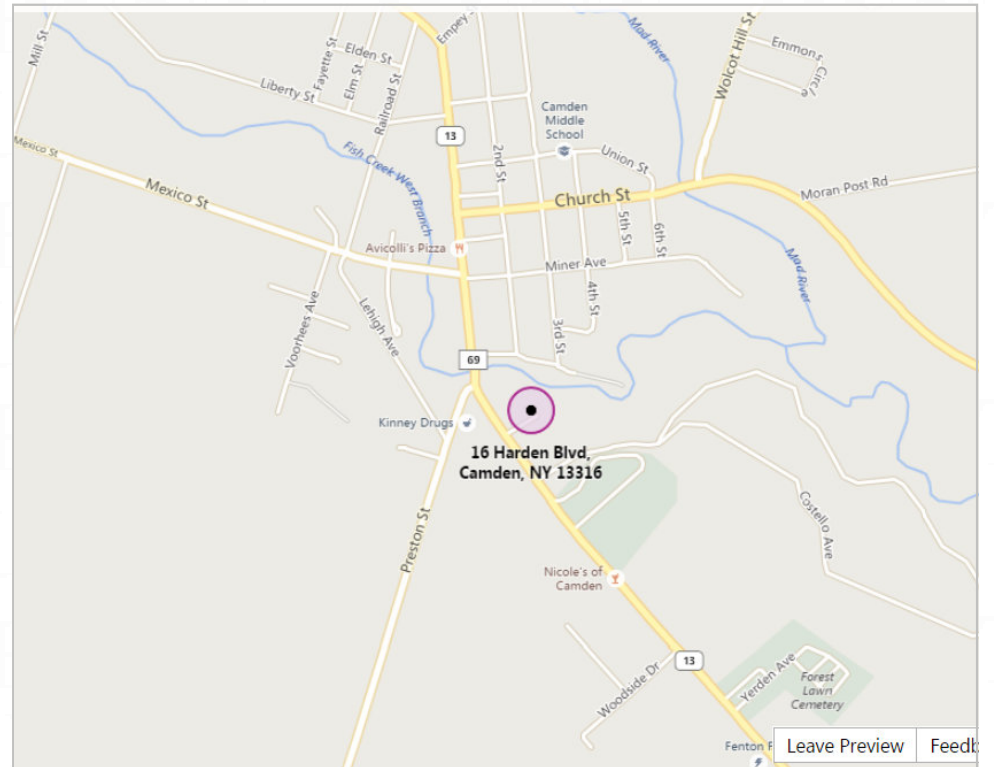 Mill St
Elden St
Fayette St
Elm St
Railroad St
Liberty St
Empey
Mad River
Wolcot Hill St
Emmons Circle
Camden
Middle
School
13
2nd St
Union St
Mexico St
Fish Creek West Branch
Mexico St
Church St
Moran Post Rd
5th St
6th St
Avicolli's Pizza
Miner Ave
Mad River
4th St
Voorhees Ave
Lehigh Ave
3rd St
69
Kinney Drugs
16 Harden Blvd,
Camden, NY 13316
Preston St
Costello Ave
Nicole's of
Camden
13
Woodside Dr
Yerden Ave
Forest
Lawn
Cemetery
Fenton
Leave Preview